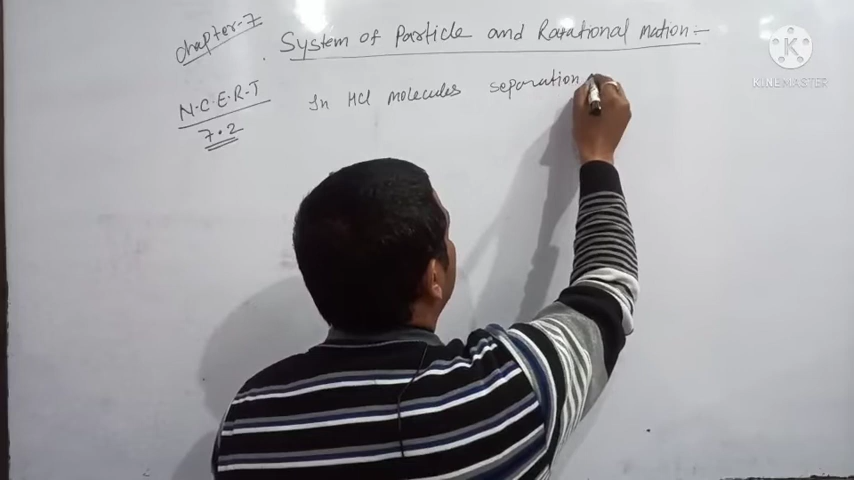 chapter-7
System of Particle and Rotational Motion :-
N.C.E.R.T
7.2
In HCl molecules separation
KINEMASTER